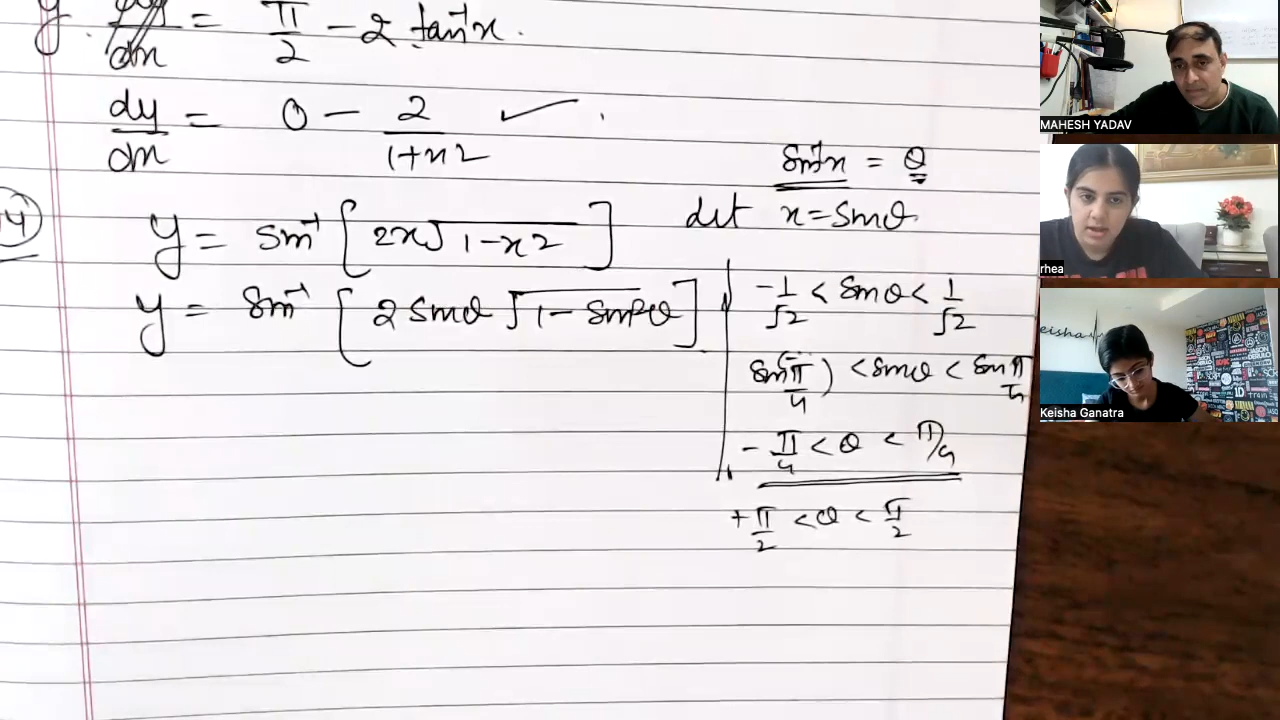 y. dy/dx = π/2 - 2 tan⁻¹x.
dy/dx = 0 - 2/(1+x2) ✓ .
sin⁻¹x = θ
14) y = sin⁻¹[2x√1-x2] Let x = sinθ
y = sin⁻¹[2 sinθ √1-sin2θ]
-1/√2 < sinθ < 1/√2
sin(-π/4) < sinθ < sin π/4
-π/4 < θ < π/4
+π/2 < θ < π/2
MAHESH YADAV
rhea
Keisha Ganatra